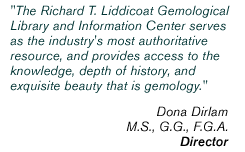 "The Richard T. Liddicoat Gemological
Library and Information Center serves
as the industry's most authoritative
resource, and provides access to the
knowledge, depth of history, and
exquisite beauty that is gemology."
Dona Dirlam
M.S., G.G., F.G.A.
Director